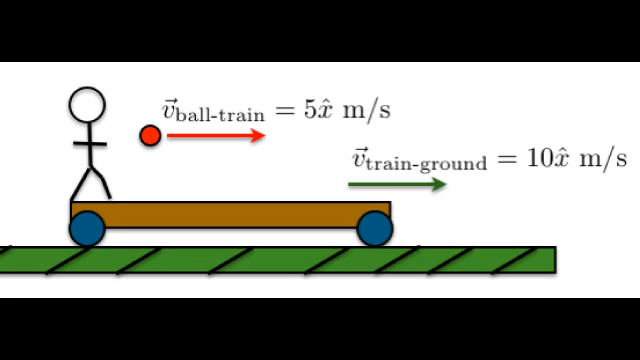 v⃗ball-train = 5x̂ m/s
v⃗train-ground = 10x̂ m/s